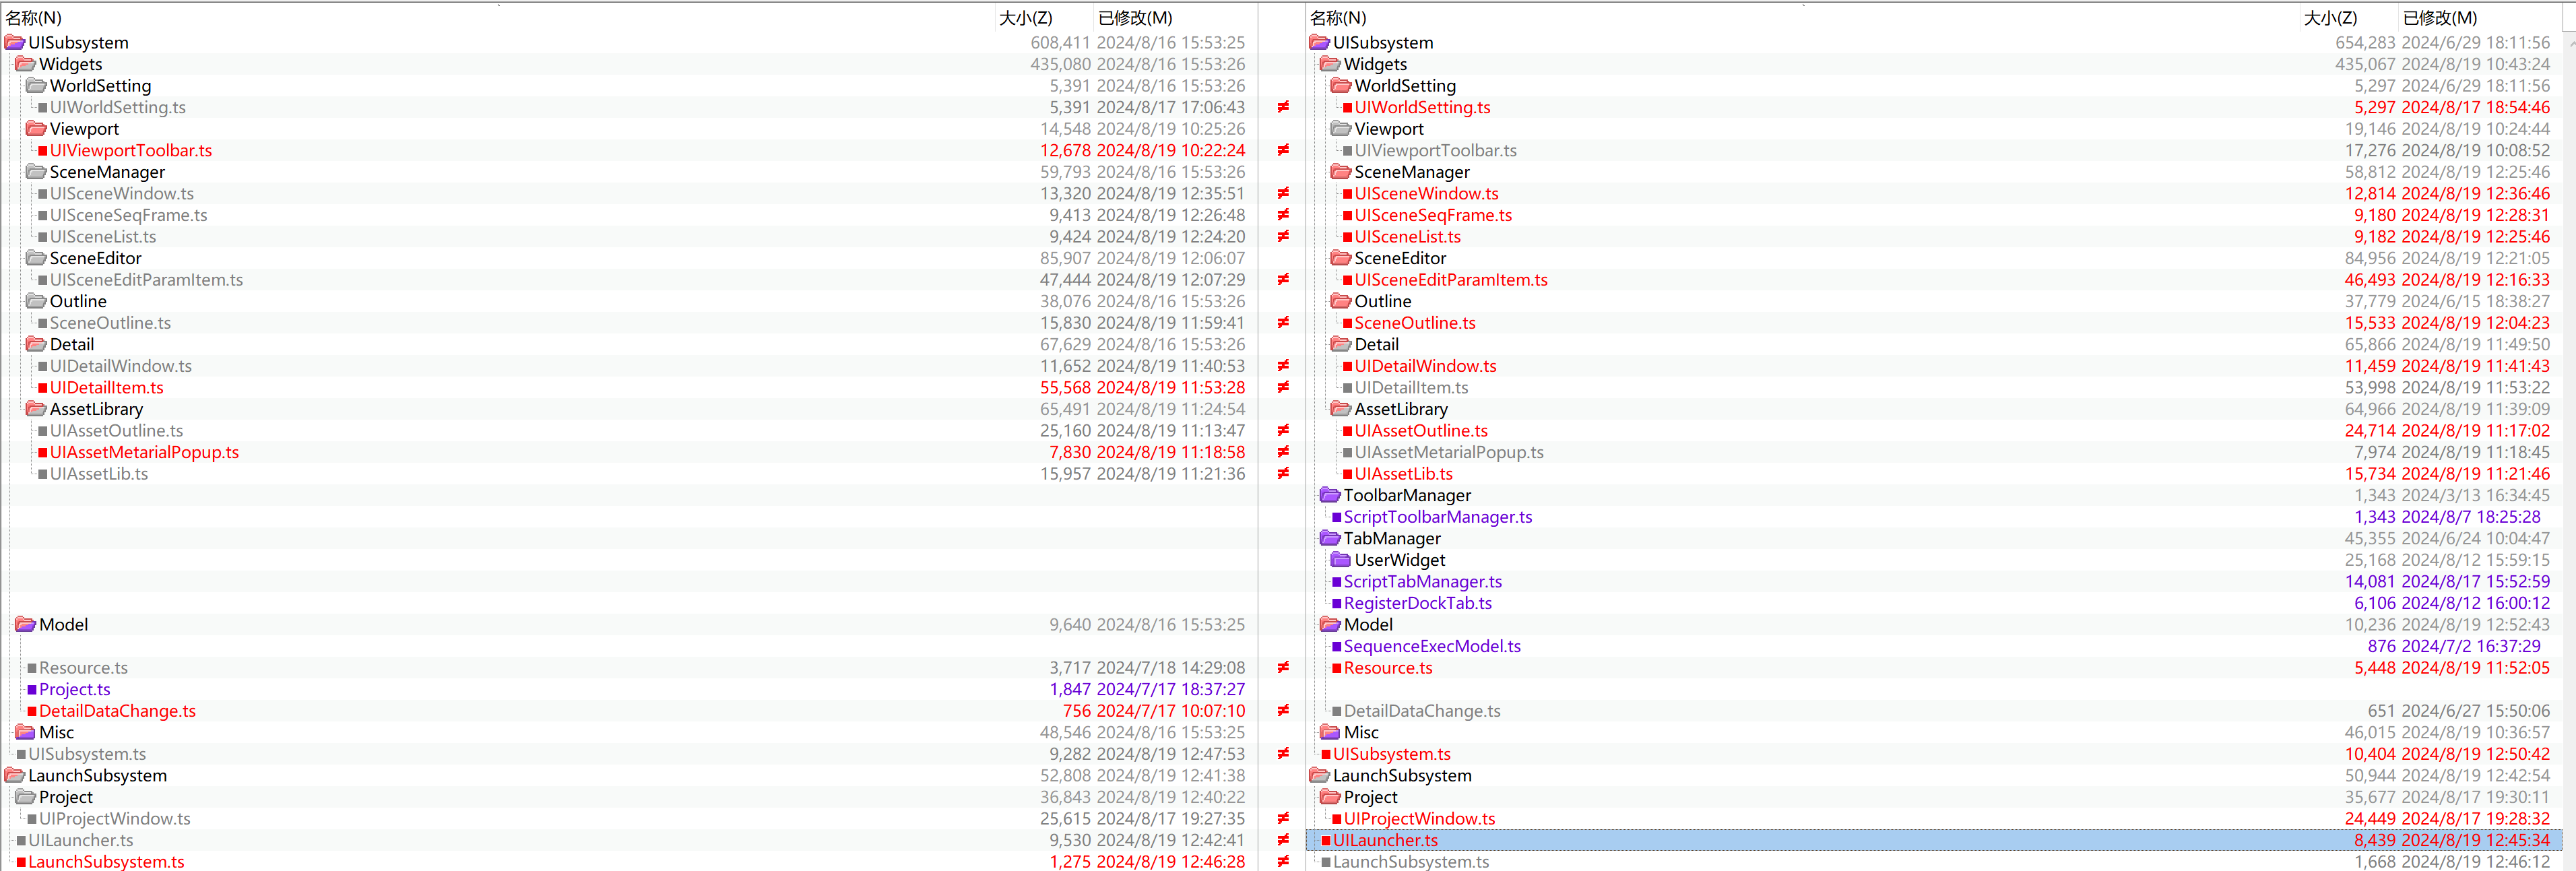 名称(N) 大小(Z) 已修改(M) 名称(N) 大小(Z) 已修改(M)
UISubsystem 608,411 2024/8/16 15:53:25 UISubsystem 654,283 2024/6/29 18:11:56
Widgets 435,080 2024/8/16 15:53:26 Widgets 435,067 2024/8/19 10:43:24
WorldSetting 5,391 2024/8/16 15:53:26 WorldSetting 5,297 2024/6/29 18:11:56
UIWorldSetting.ts 5,391 2024/8/17 17:06:43 ≠ UIWorldSetting.ts 5,297 2024/8/17 18:54:46
Viewport 14,548 2024/8/19 10:25:26 Viewport 19,146 2024/8/19 10:24:44
UIViewportToolbar.ts 12,678 2024/8/19 10:22:24 ≠ UIViewportToolbar.ts 17,276 2024/8/19 10:08:52
SceneManager 59,793 2024/8/16 15:53:26 SceneManager 58,812 2024/8/19 12:25:46
UISceneWindow.ts 13,320 2024/8/19 12:35:51 ≠ UISceneWindow.ts 12,814 2024/8/19 12:36:46
UISceneSeqFrame.ts 9,413 2024/8/19 12:26:48 ≠ UISceneSeqFrame.ts 9,180 2024/8/19 12:28:31
UISceneList.ts 9,424 2024/8/19 12:24:20 ≠ UISceneList.ts 9,182 2024/8/19 12:25:46
SceneEditor 85,907 2024/8/19 12:06:07 SceneEditor 84,956 2024/8/19 12:21:05
UISceneEditParamItem.ts 47,444 2024/8/19 12:07:29 ≠ UISceneEditParamItem.ts 46,493 2024/8/19 12:16:33
Outline 38,076 2024/8/16 15:53:26 Outline 37,779 2024/6/15 18:38:27
SceneOutline.ts 15,830 2024/8/19 11:59:41 ≠ SceneOutline.ts 15,533 2024/8/19 12:04:23
Detail 67,629 2024/8/16 15:53:26 Detail 65,866 2024/8/19 11:49:50
UIDetailWindow.ts 11,652 2024/8/19 11:40:53 ≠ UIDetailWindow.ts 11,459 2024/8/19 11:41:43
UIDetailItem.ts 55,568 2024/8/19 11:53:28 ≠ UIDetailItem.ts 53,998 2024/8/19 11:53:22
AssetLibrary 65,491 2024/8/19 11:24:54 AssetLibrary 64,966 2024/8/19 11:39:09
UIAssetOutline.ts 25,160 2024/8/19 11:13:47 ≠ UIAssetOutline.ts 24,714 2024/8/19 11:17:02
UIAssetMetarialPopup.ts 7,830 2024/8/19 11:18:58 ≠ UIAssetMetarialPopup.ts 7,974 2024/8/19 11:18:45
UIAssetLib.ts 15,957 2024/8/19 11:21:36 ≠ UIAssetLib.ts 15,734 2024/8/19 11:21:46
ToolbarManager 1,343 2024/3/13 16:34:45
ScriptToolbarManager.ts 1,343 2024/8/7 18:25:28
TabManager 45,355 2024/6/24 10:04:47
UserWidget 25,168 2024/8/12 15:59:15
ScriptTabManager.ts 14,081 2024/8/17 15:52:59
RegisterDockTab.ts 6,106 2024/8/12 16:00:12
Model 9,640 2024/8/16 15:53:25 Model 10,236 2024/8/19 12:52:43
SequenceExecModel.ts 876 2024/7/2 16:37:29
Resource.ts 3,717 2024/7/18 14:29:08 ≠ Resource.ts 5,448 2024/8/19 11:52:05
Project.ts 1,847 2024/7/17 18:37:27
DetailDataChange.ts 756 2024/7/17 10:07:10 ≠ DetailDataChange.ts 651 2024/6/27 15:50:06
Misc 48,546 2024/8/16 15:53:25 Misc 46,015 2024/8/19 10:36:57
UISubsystem.ts 9,282 2024/8/19 12:47:53 ≠ UISubsystem.ts 10,404 2024/8/19 12:50:42
LaunchSubsystem 52,808 2024/8/19 12:41:38 LaunchSubsystem 50,944 2024/8/19 12:42:54
Project 36,843 2024/8/19 12:40:22 Project 35,677 2024/8/17 19:30:11
UIProjectWindow.ts 25,615 2024/8/17 19:27:35 ≠ UIProjectWindow.ts 24,449 2024/8/17 19:28:32
UILauncher.ts 9,530 2024/8/19 12:42:41 ≠ UILauncher.ts 8,439 2024/8/19 12:45:34
LaunchSubsystem.ts 1,275 2024/8/19 12:46:28 ≠ LaunchSubsystem.ts 1,668 2024/8/19 12:46:12